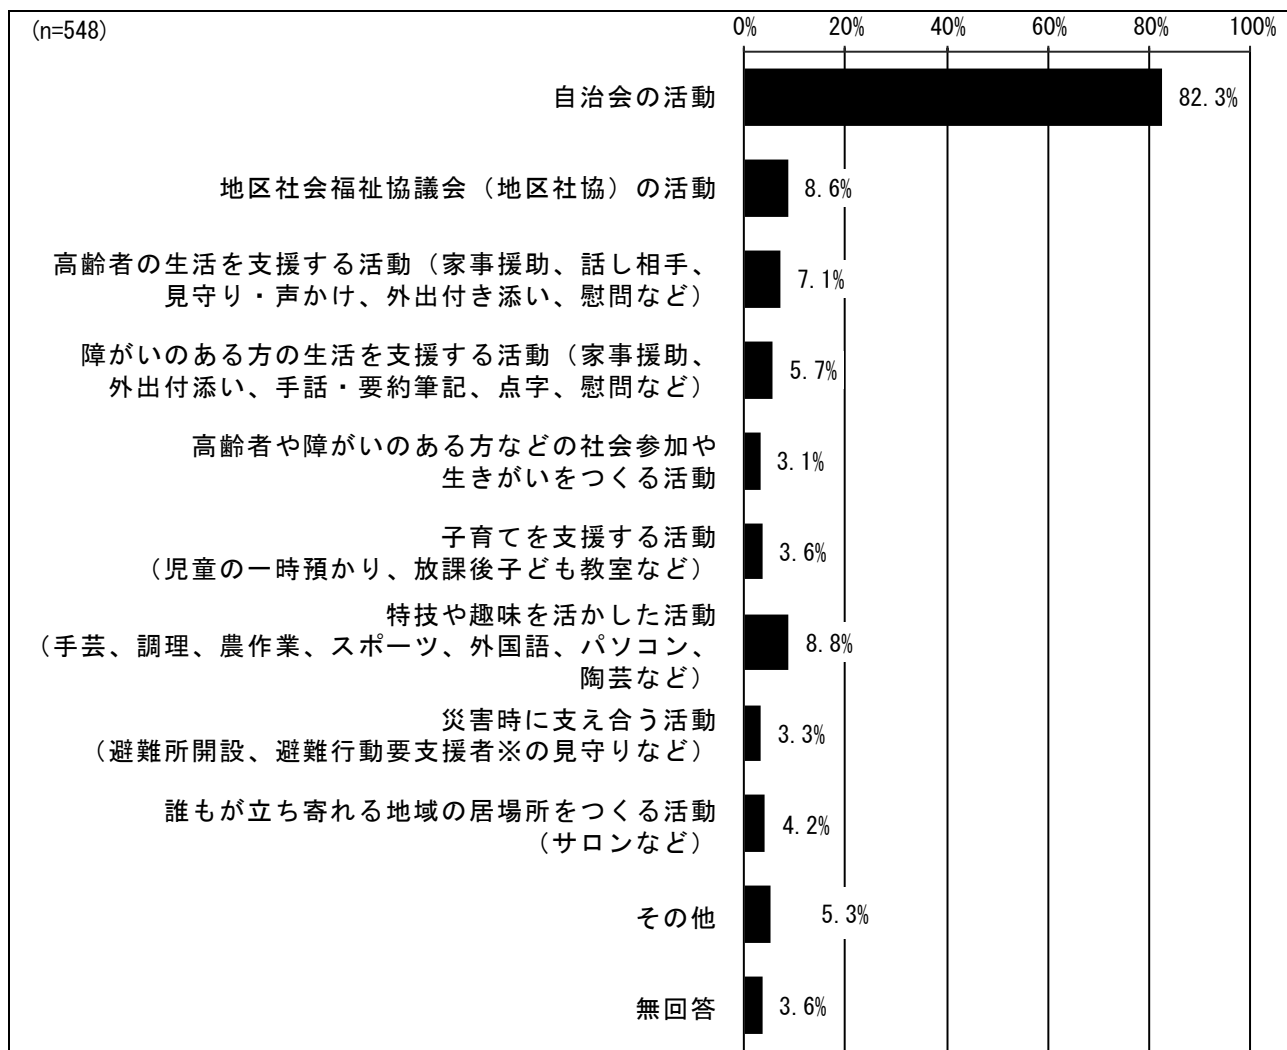 (n=548)
0% 20% 40% 60% 80% 100%
自治会の活動 82.3%
地区社会福祉協議会（地区社協）の活動 8.6%
高齢者の生活を支援する活動（家事援助、話し相手、
見守り・声かけ、外出付き添い、慰問など） 7.1%
障がいのある方の生活を支援する活動（家事援助、
外出付添い、手話・要約筆記、点字、慰問など） 5.7%
高齢者や障がいのある方などの社会参加や
生きがいをつくる活動 3.1%
子育てを支援する活動
（児童の一時預かり、放課後子ども教室など） 3.6%
特技や趣味を活かした活動
（手芸、調理、農作業、スポーツ、外国語、パソコン、 8.8%
陶芸など）
災害時に支え合う活動
（避難所開設、避難行動要支援者※の見守りなど） 3.3%
誰もが立ち寄れる地域の居場所をつくる活動
（サロンなど） 4.2%
その他 5.3%
無回答 3.6%